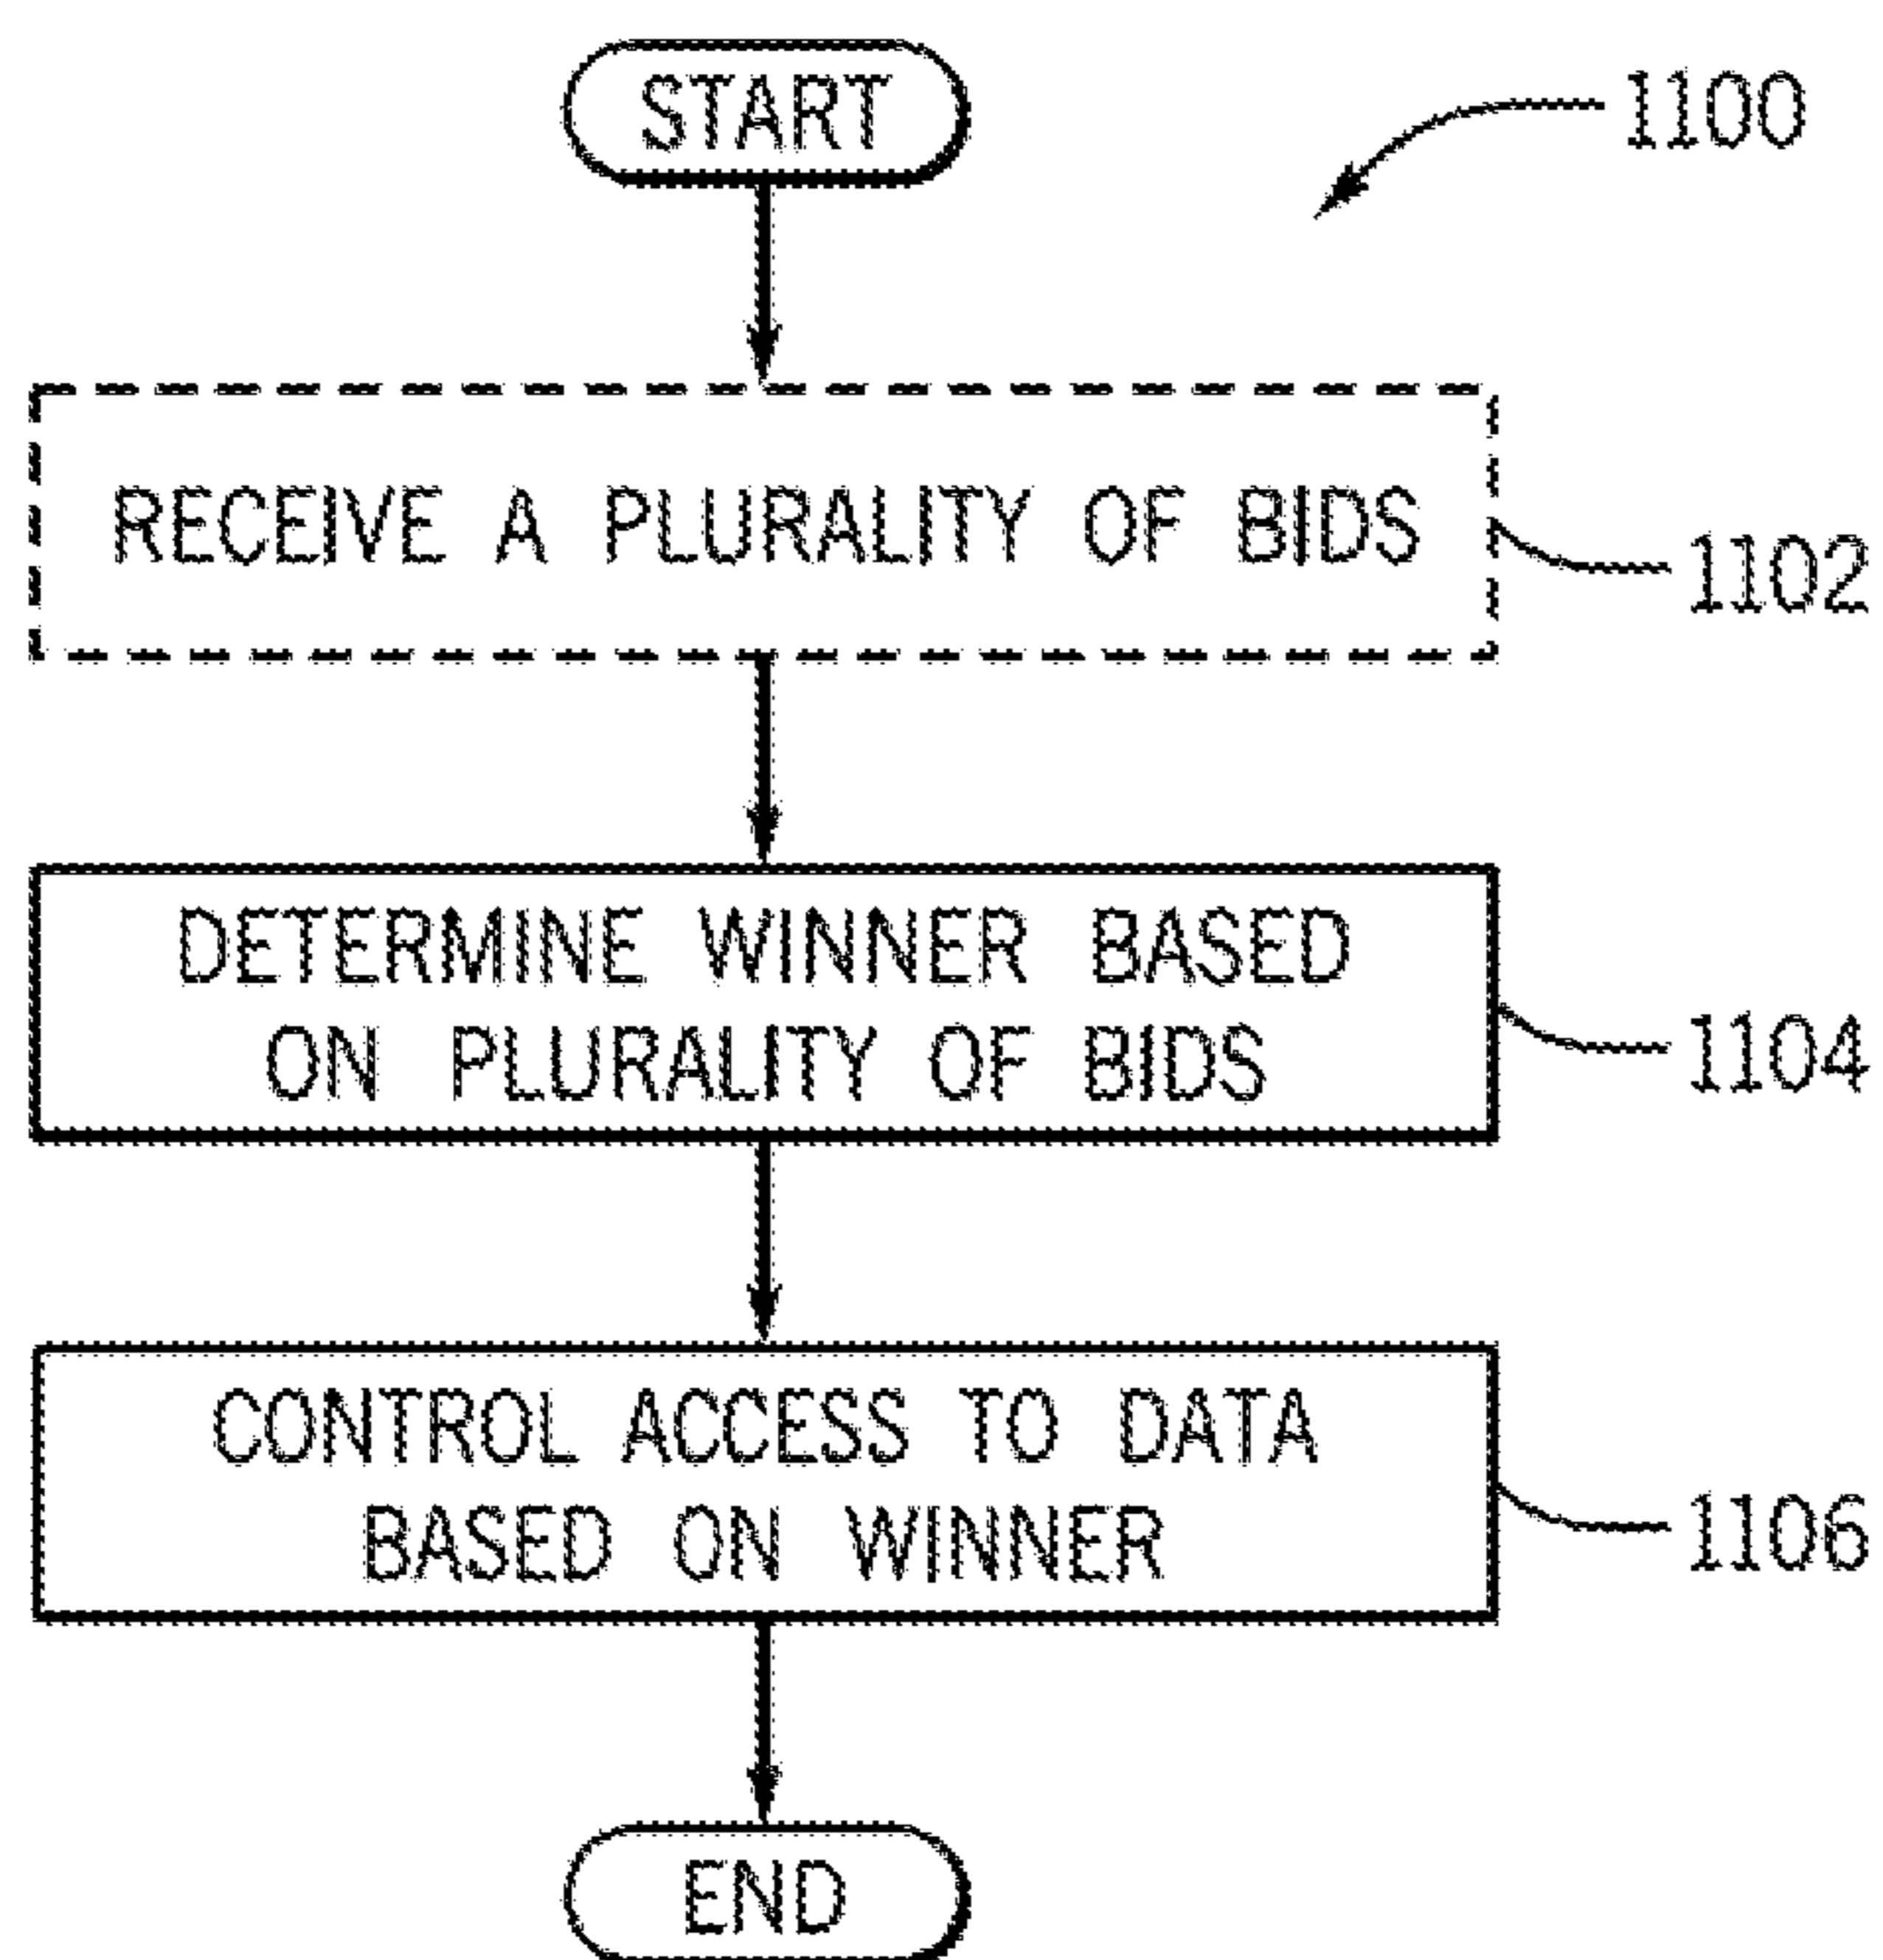 START
1100
RECEIVE A PLURALITY OF BIDS
1102
DETERMINE WINNER BASED
ON PLURALITY OF BIDS
1104
CONTROL ACCESS TO DATA
BASED ON WINNER
1106
END